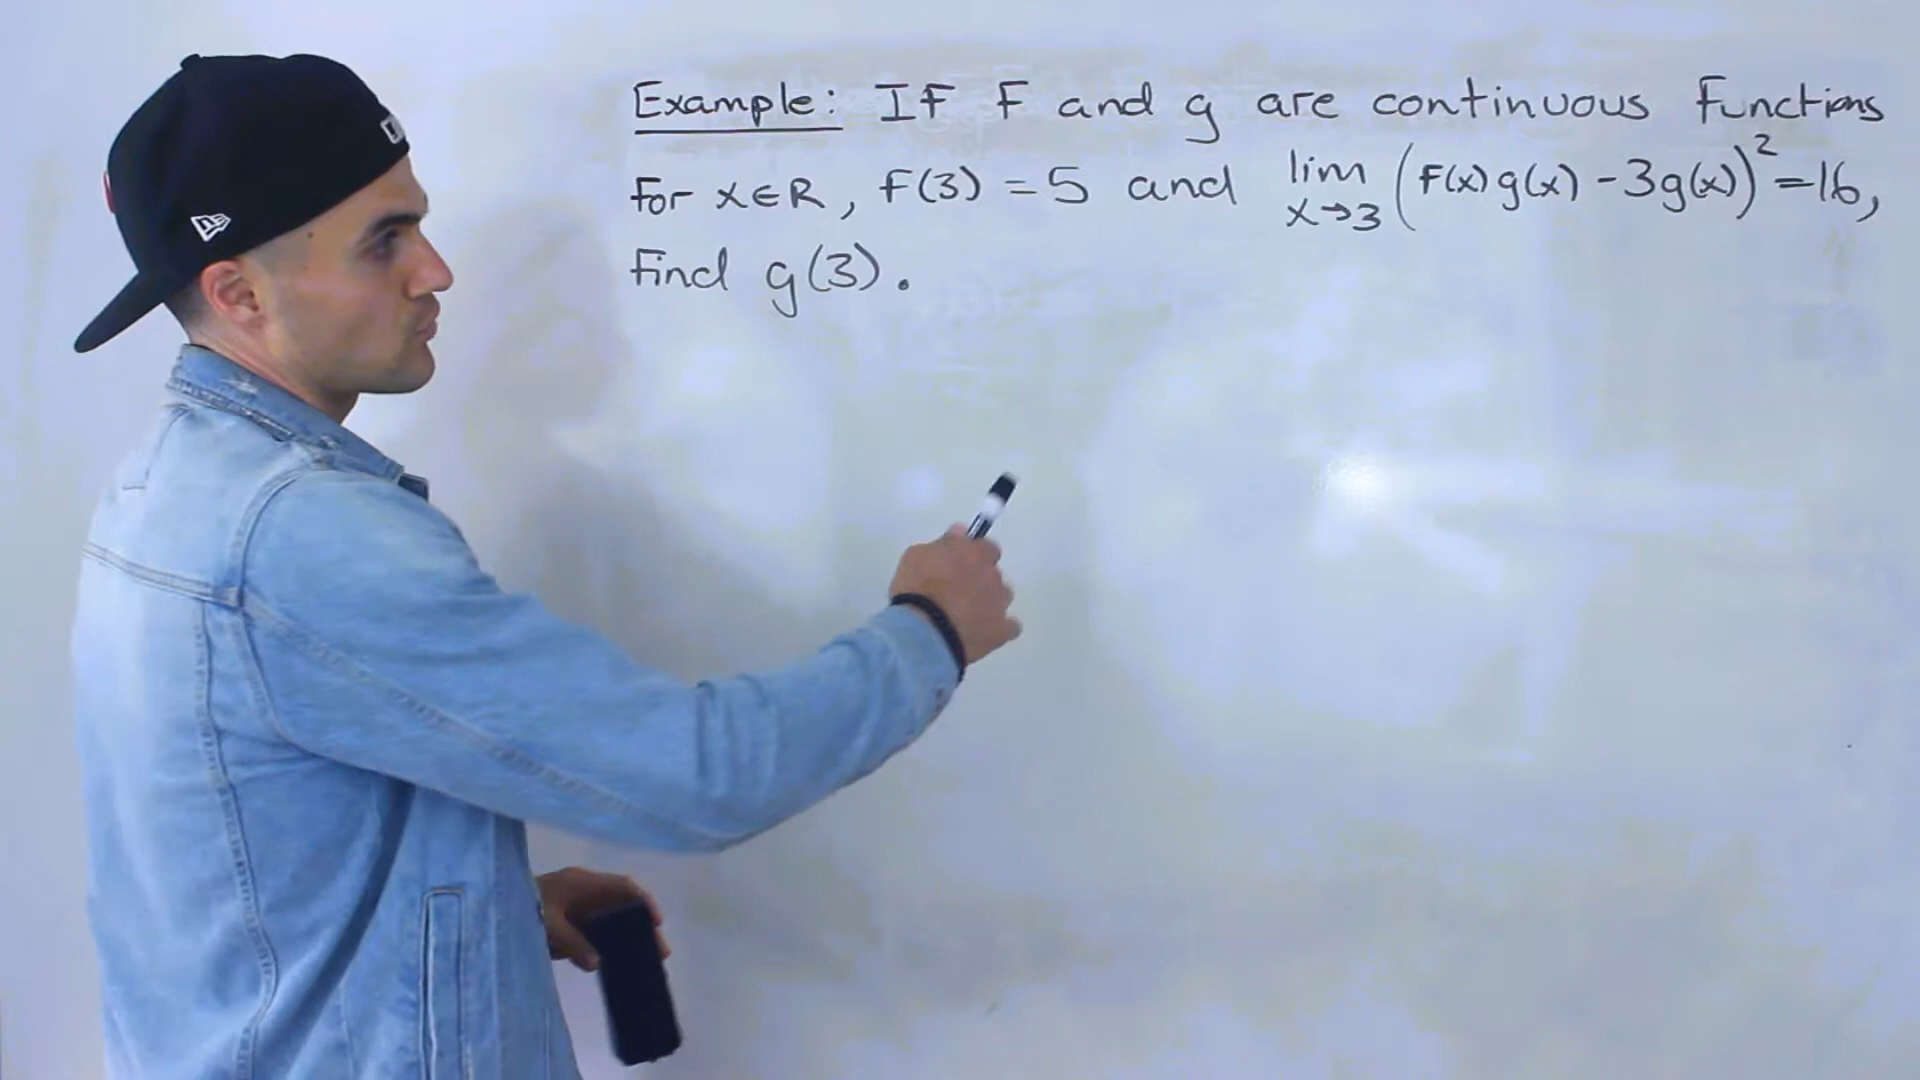 Example: If f and g are continuous functions
for x∈R, f(3) = 5 and lim x→3 (f(x)g(x) - 3g(x))² = 16,
find g(3).